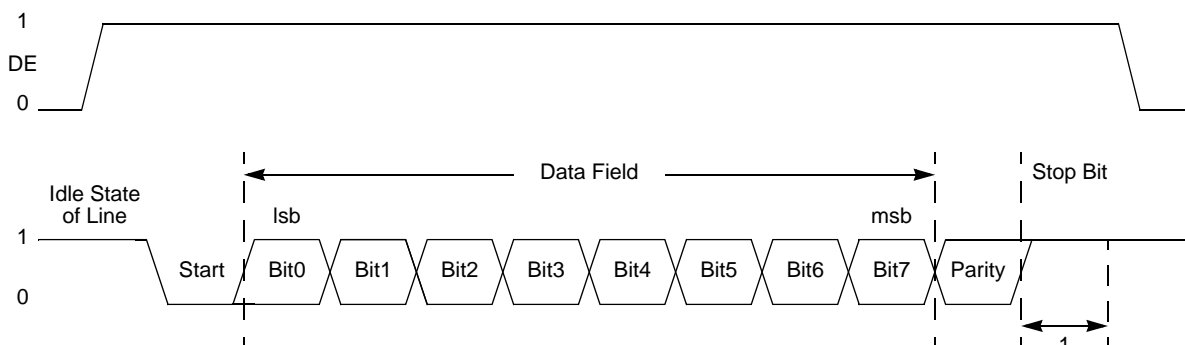 1
DE
0
Data Field
Stop Bit
Idle State
of Line
lsb
msb
1
Start
Bit0
Bit1
Bit2
Bit3
Bit4
Bit5
Bit6
Bit7
Parity
0
1